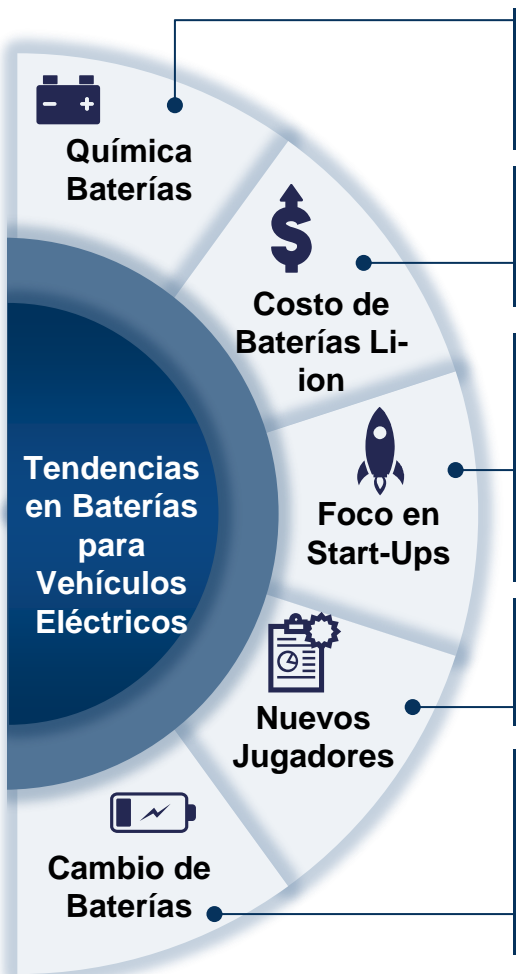 Química
Baterías
Costo de
Baterías Li-
ion
Tendencias
en Baterías
para
Vehículos
Eléctricos
Foco en
Start-Ups
Nuevos
Jugadores
Cambio de
Baterías